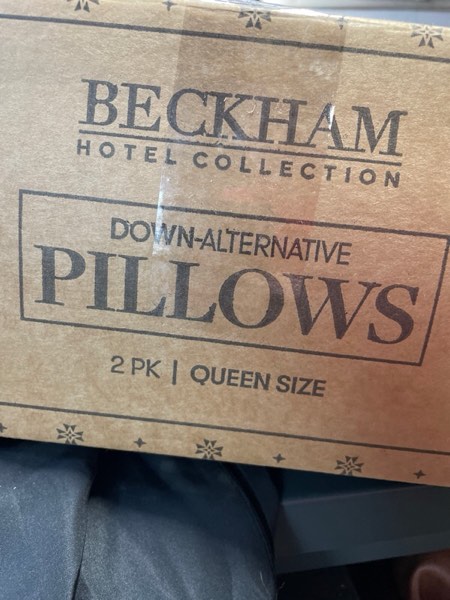 BECKHAM
HOTEL COLLECTION
DOWN-ALTERNATIVE
PILLOWS
2 PK | QUEEN SIZE